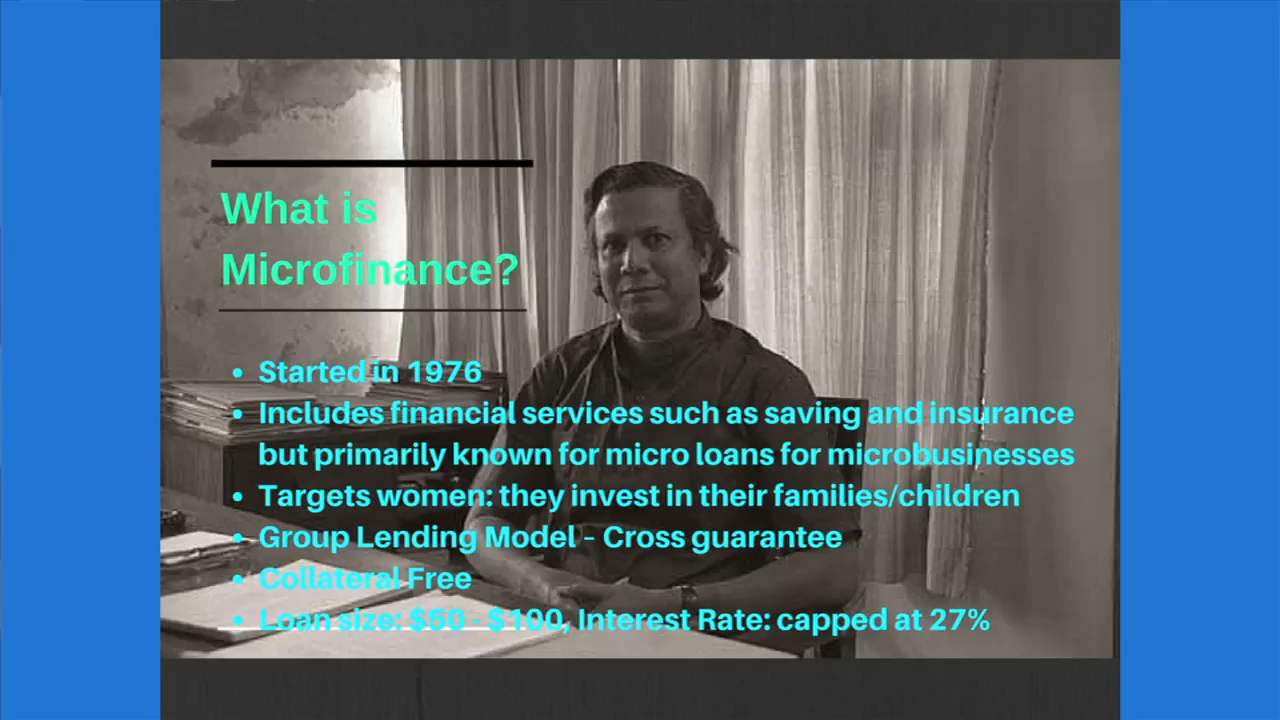 What is
Microfinance?
• Started in 1976
• Includes financial services such as saving and insurance
but primarily known for micro loans for microbusinesses
• Targets women: they invest in their families/children
• Group Lending Model – Cross guarantee
• Collateral Free
• Loan size: $50 - $100, Interest Rate: capped at 27%